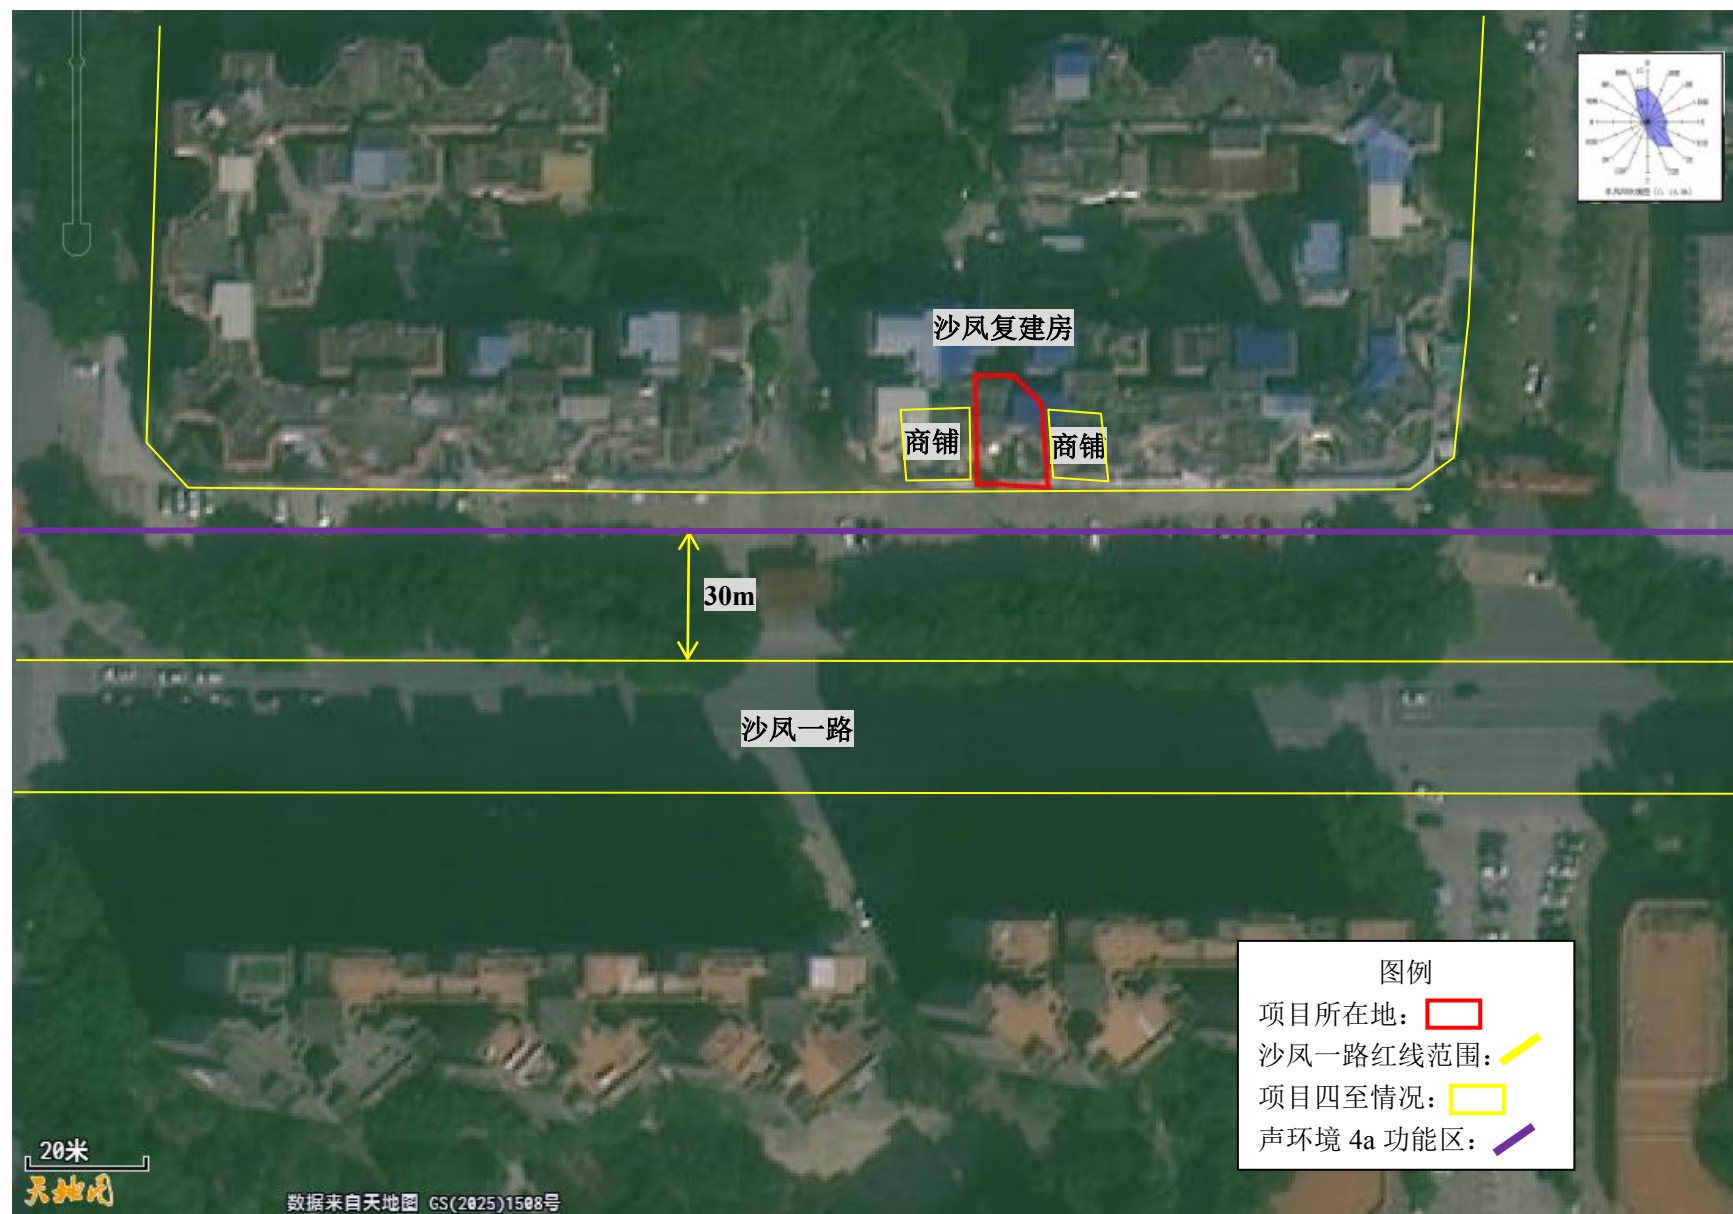 沙凤复建房
商铺
商铺
30m
沙凤一路
图例
项目所在地：
沙凤一路红线范围：
项目四至情况：
声环境 4a 功能区：
20米
天地图
数据来自天地图 GS(2025)1508号